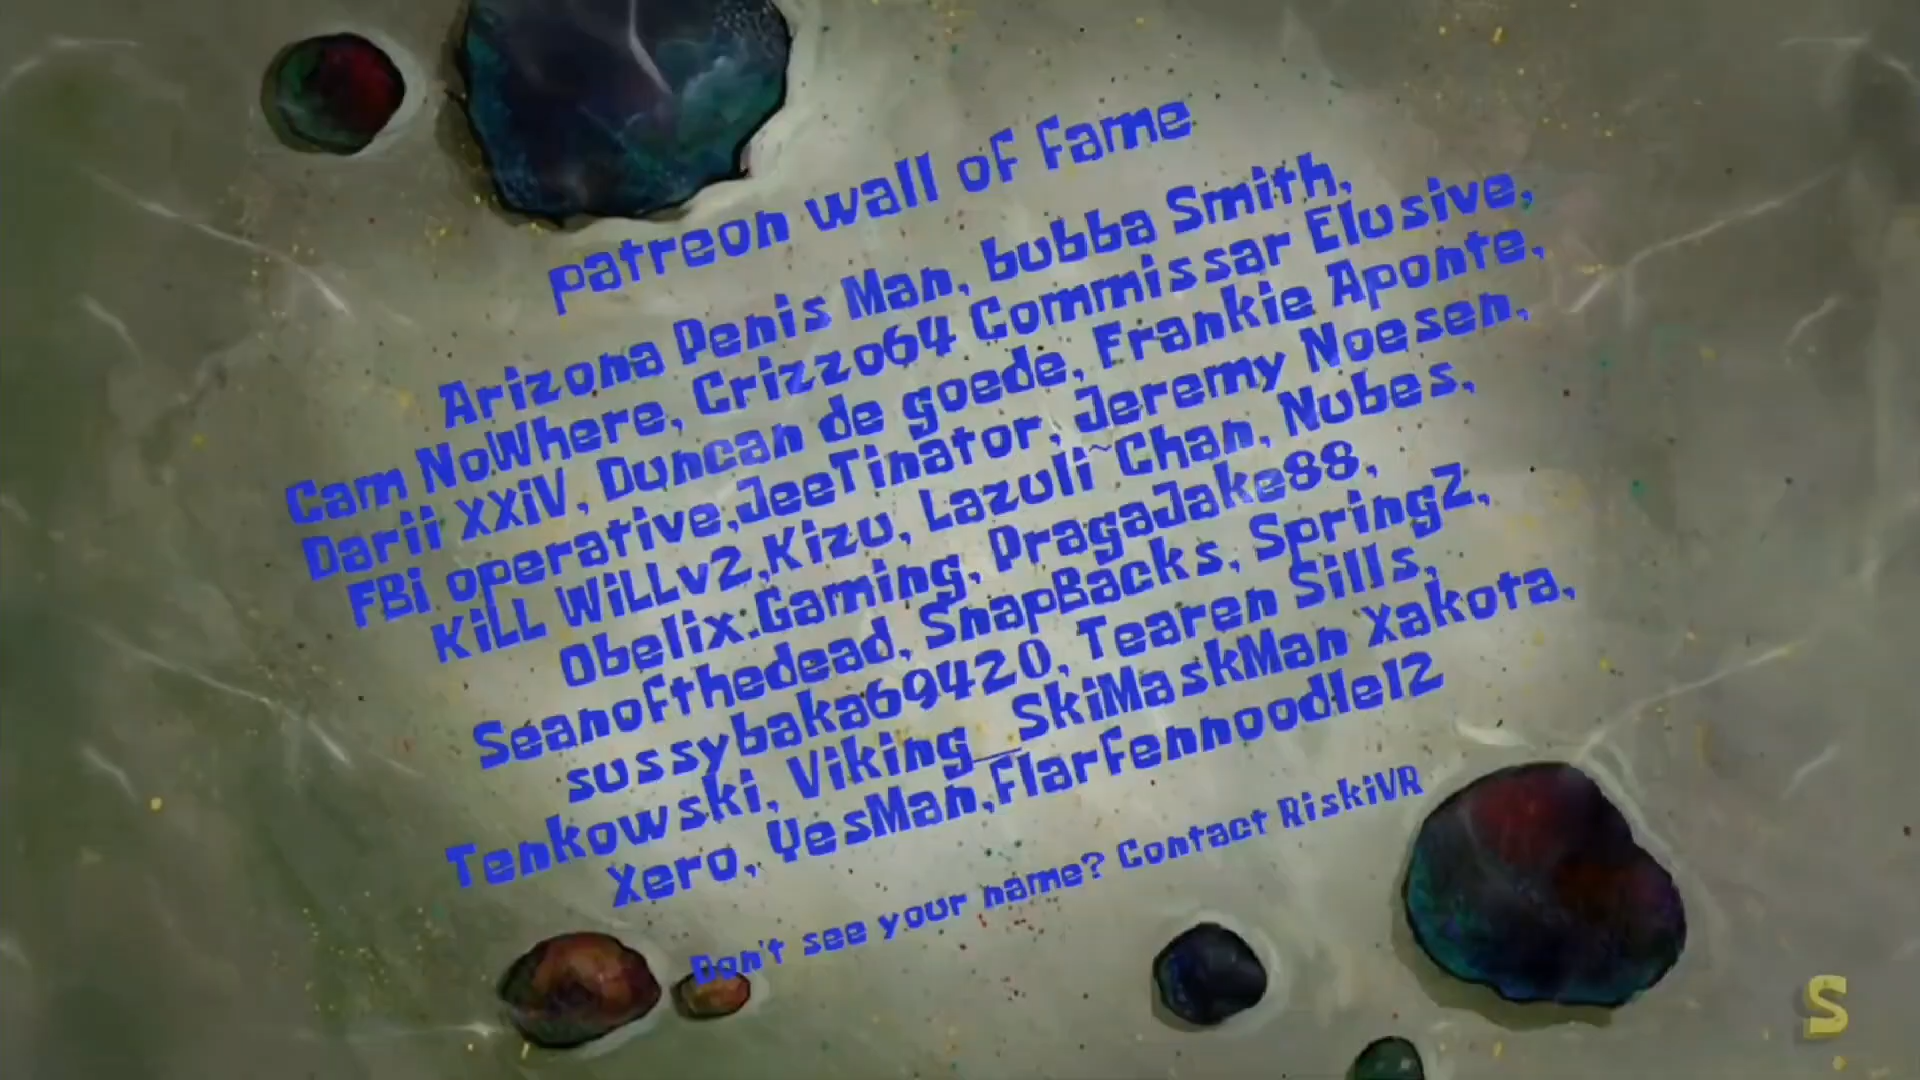 patreon wall of fame
Arizona Penis Man, bubba Smith,
Cam NoWhere, Crizzo64 Commissar Elusive,
Darii XXiV, Duncan de goede, Frankie Aponte,
FBi operative,JeeTinator, Jeremy Noesen,
KiLL WiLLv2,Kizu, Lazuli~Chan, Nubes,
Obelix.Gaming, PragaJake88,
Seanofthedead, SnapBacks, SpringZ,
sussybaka69420, Tearen Sills,
Tenkowski, Viking__SkiMaskMan Xakota,
Xero, YesMan,Flarfennoodle12
Don't see your name? Contact RiskiVR
S